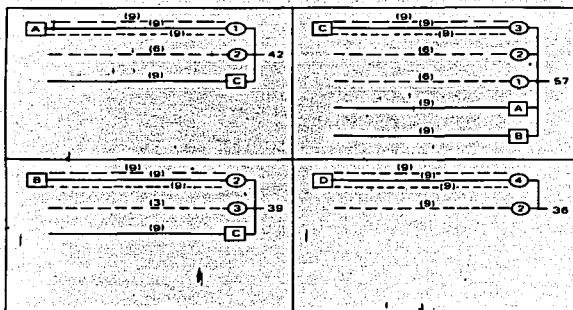 (9)
A (9) 1
(9)
(6) 2 42
(9) C
(9)
C (9) 3
(9)
(6) 2
(6) 1 57
(9) A
(9) B
(9)
B (9) 2
(9)
(3) 3 39
(9) C
(9)
D (9) 4
(9)
(9) 2 36